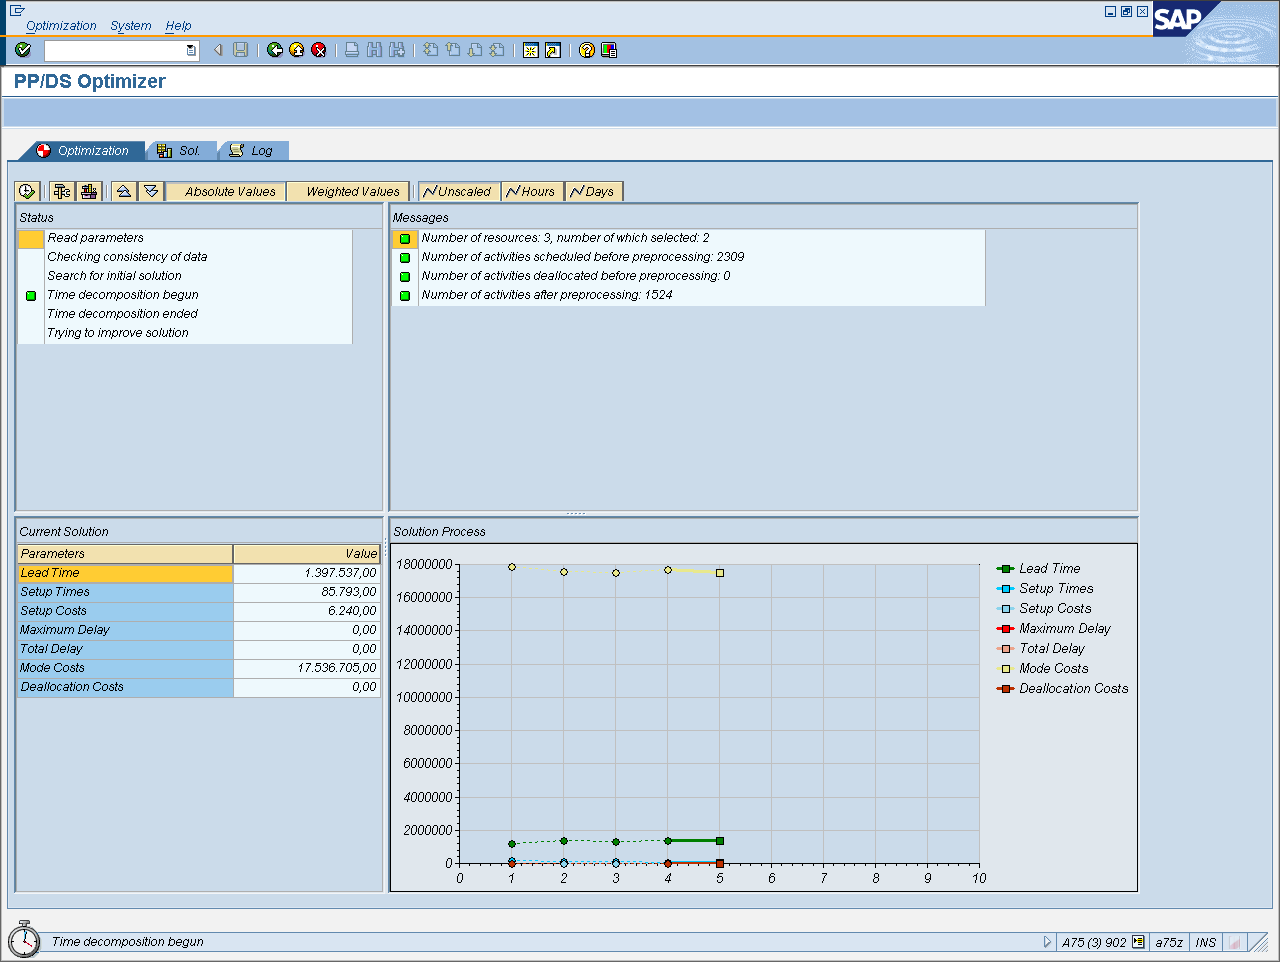 Optimization System Help
SAP
PP/DS Optimizer
Optimization Sol. Log
Absolute Values Weighted Values Unscaled Hours Days
Status
Read parameters
Checking consistency of data
Search for initial solution
Time decomposition begun
Time decomposition ended
Trying to improve solution
Messages
Number of resources: 3, number of which selected: 2
Number of activities scheduled before preprocessing: 2309
Number of activities deallocated before preprocessing: 0
Number of activities after preprocessing: 1524
Current Solution
Parameters Value
Lead Time 1.397.537,00
Setup Times 85.793,00
Setup Costs 6.240,00
Maximum Delay 0,00
Total Delay 0,00
Mode Costs 17.536.705,00
Deallocation Costs 0,00
Solution Process
18000000
16000000
14000000
12000000
10000000
8000000
6000000
4000000
2000000
0
0 1 2 3 4 5 6 7 8 9 10
Lead Time
Setup Times
Setup Costs
Maximum Delay
Total Delay
Mode Costs
Deallocation Costs
Time decomposition begun A75 (3) 902 a75z INS